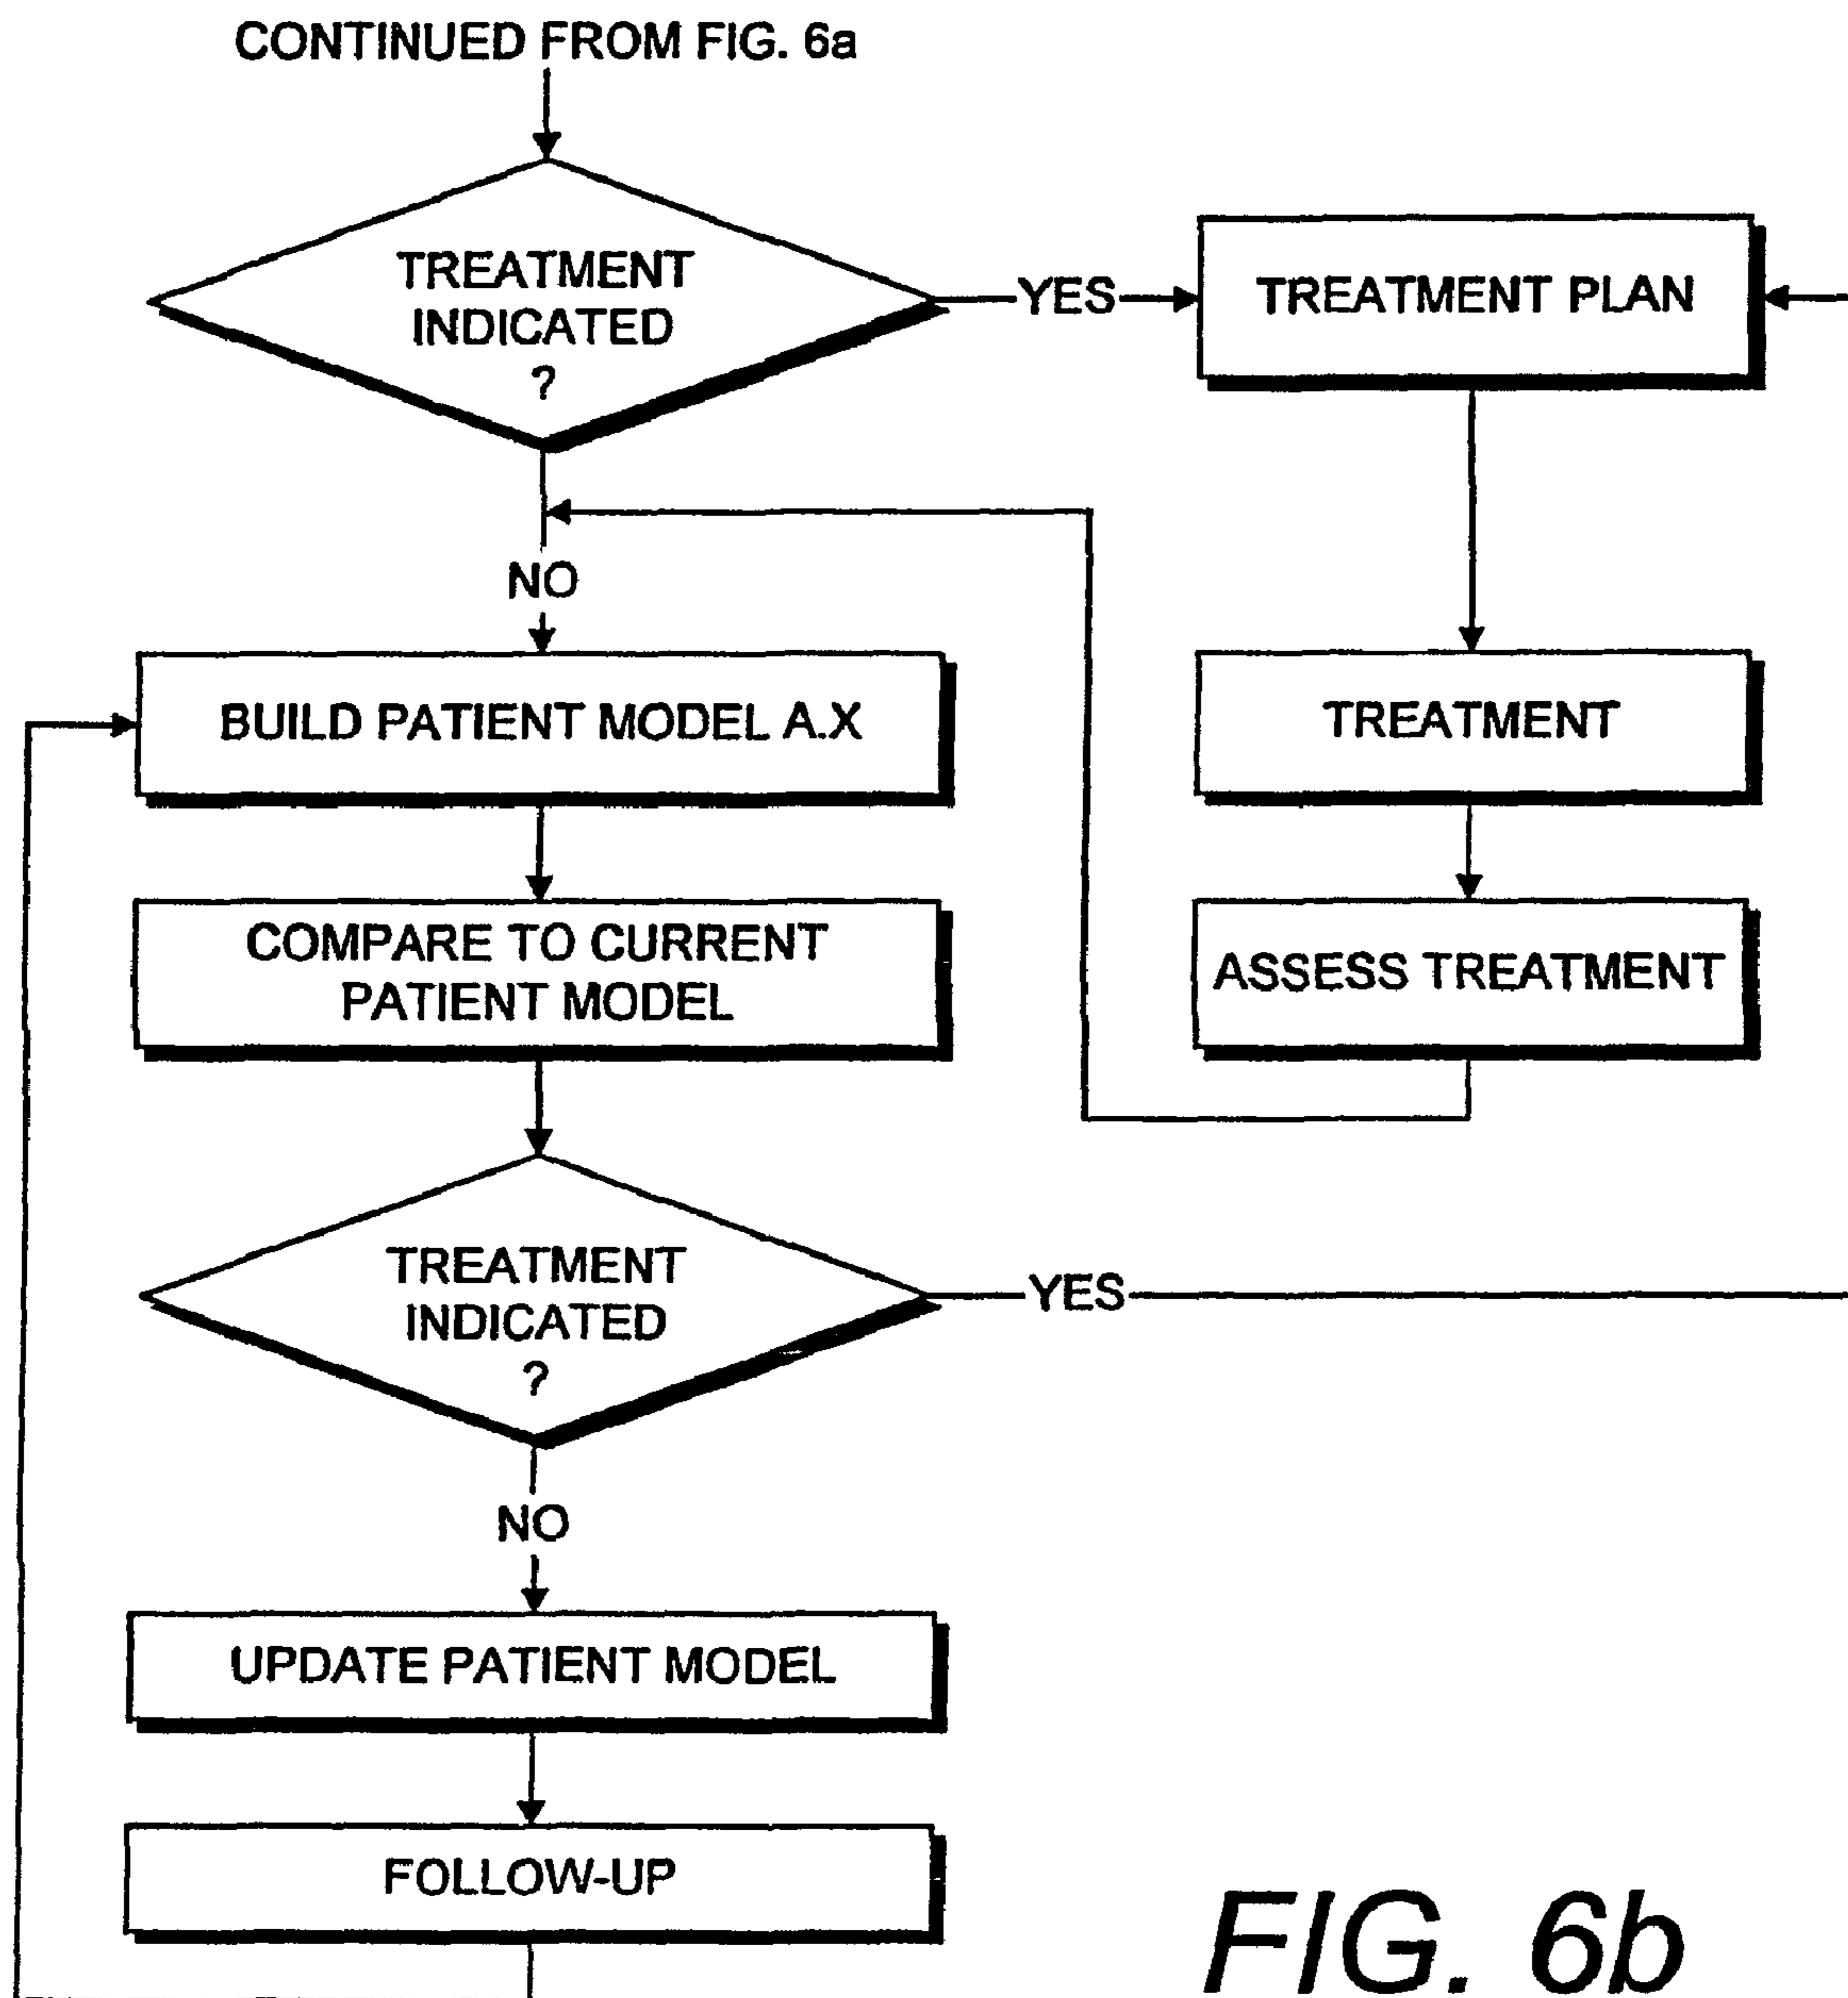 CONTINUED FROM FIG. 6a
TREATMENT
INDICATED
?
YES
TREATMENT PLAN
NO
BUILD PATIENT MODEL A.X
TREATMENT
COMPARE TO CURRENT
PATIENT MODEL
ASSESS TREATMENT
TREATMENT
INDICATED
?
YES
NO
UPDATE PATIENT MODEL
FOLLOW-UP
FIG. 6b